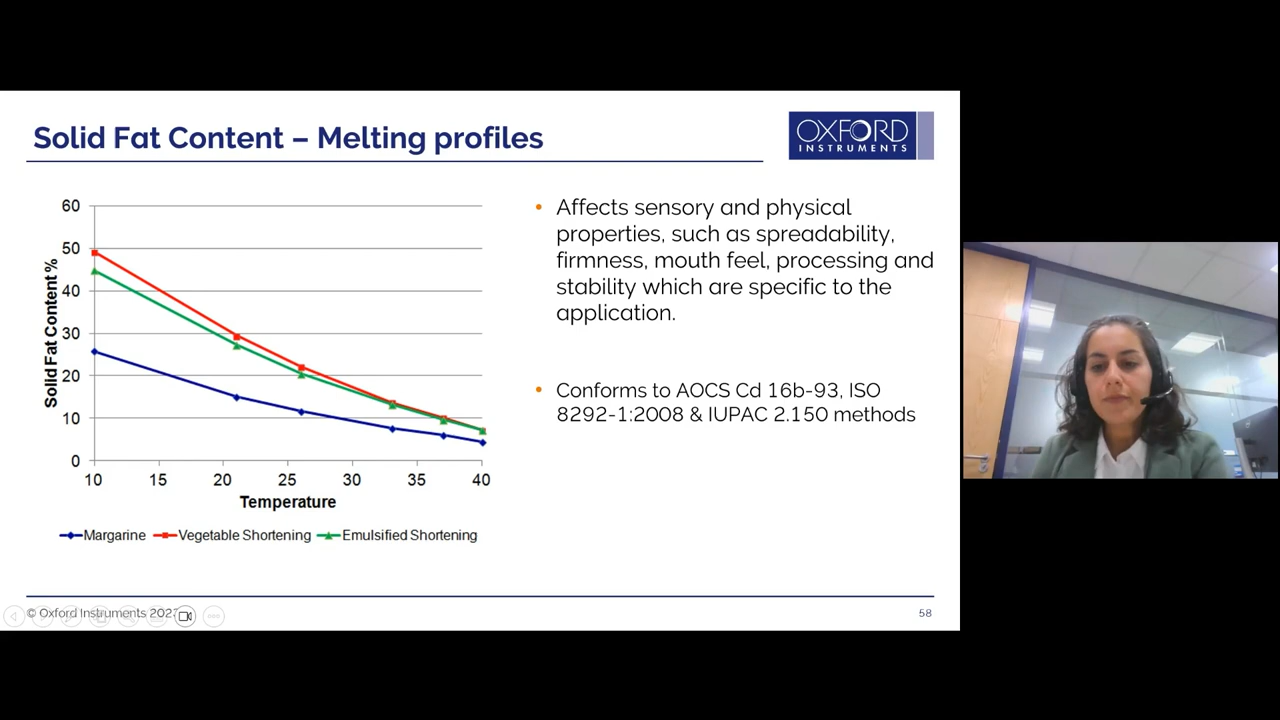 Solid Fat Content – Melting profiles
OXFORD
INSTRUMENTS
60
50
40
30
20
10
0
Solid Fat Content %
10 15 20 25 30 35 40
Temperature
Margarine Vegetable Shortening Emulsified Shortening
• Affects sensory and physical
properties, such as spreadability,
firmness, mouth feel, processing and
stability which are specific to the
application.
• Conforms to AOCS Cd 16b-93, ISO
8292-1:2008 & IUPAC 2.150 methods
© Oxford Instruments
58